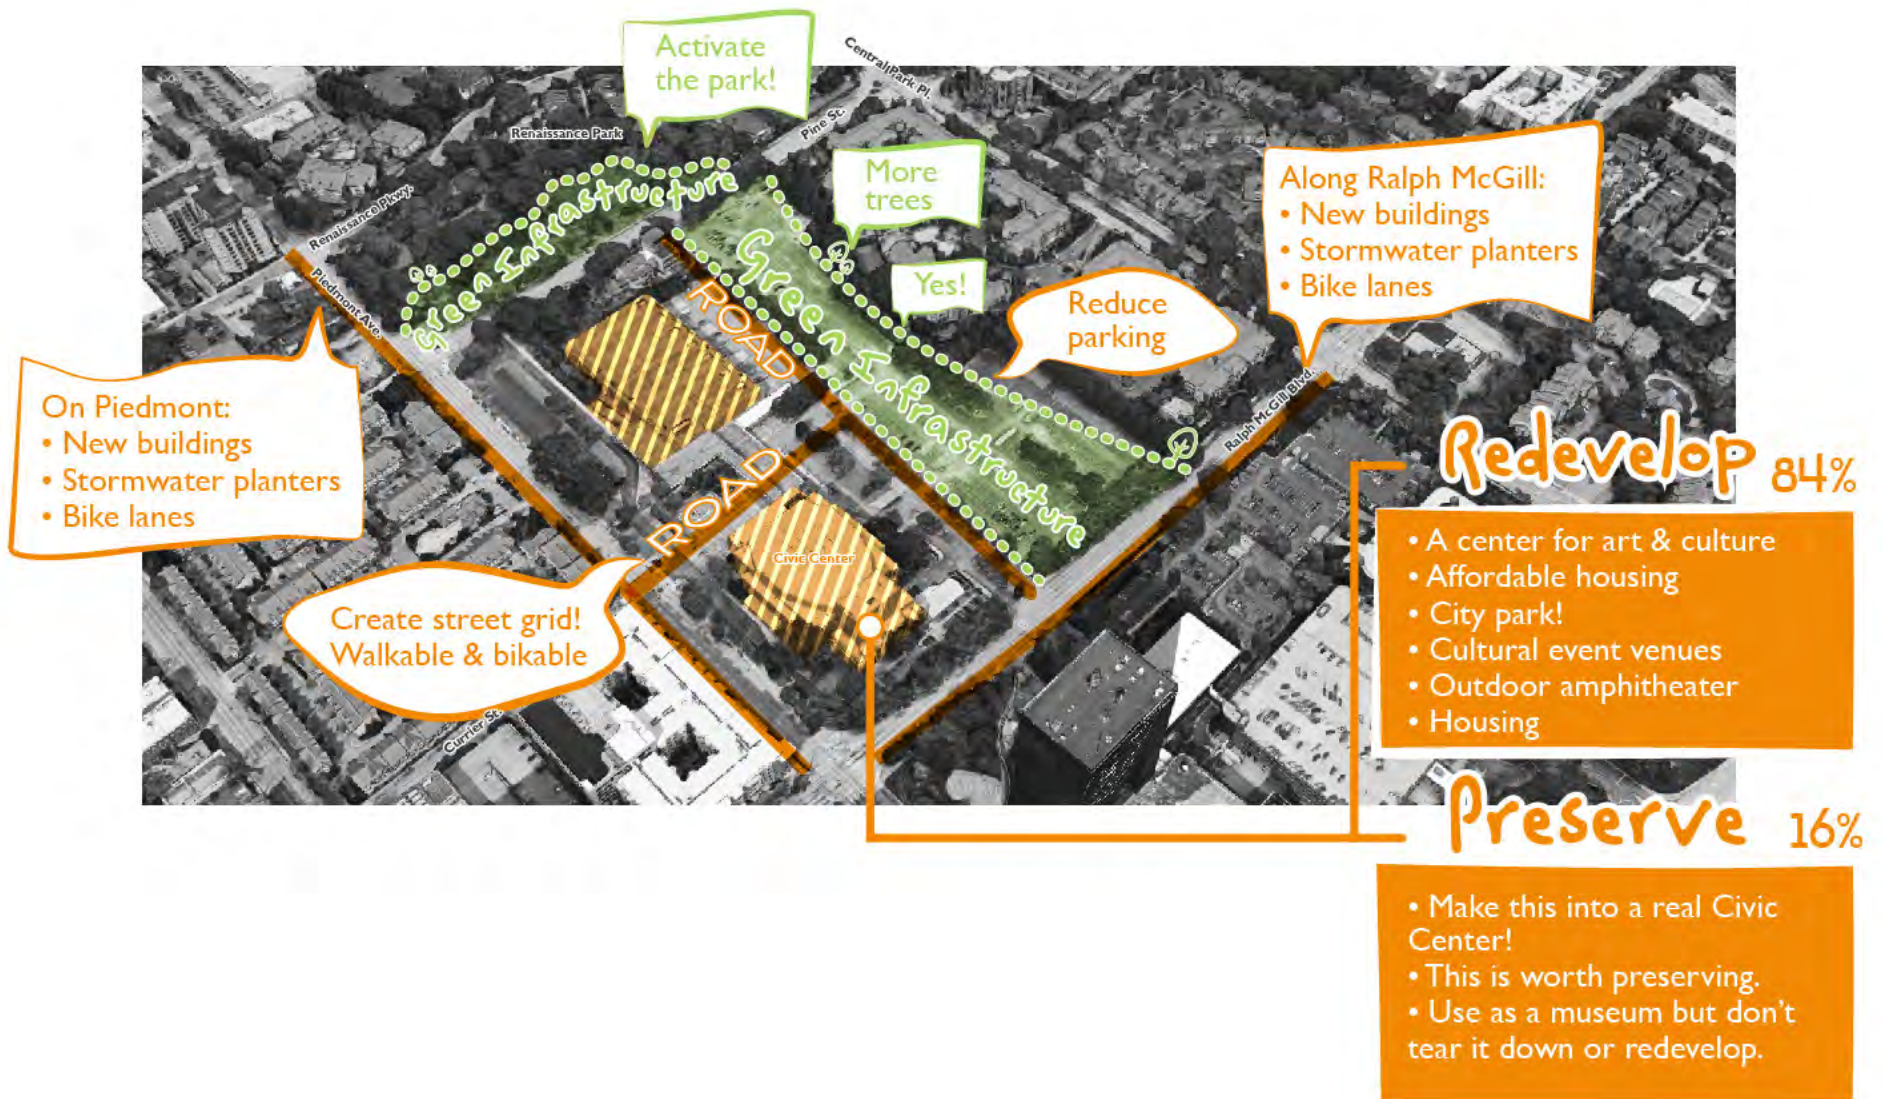 Activate
the park!
Central Park Pl.
Renaissance Park
Pine St.
More
trees
Along Ralph McGill:
• New buildings
• Stormwater planters
• Bike lanes
Renaissance Pkwy.
Green Infrastructure
Piedmont Ave.
Yes!
Reduce
parking
ROAD
Green Infrastructure
Ralph McGill Blvd.
On Piedmont:
• New buildings
• Stormwater planters
• Bike lanes
ROAD
Civic Center
Create street grid!
Walkable & bikable
Currier St.
Redevelop 84%
• A center for art & culture
• Affordable housing
• City park!
• Cultural event venues
• Outdoor amphitheater
• Housing
Preserve 16%
• Make this into a real Civic
Center!
• This is worth preserving.
• Use as a museum but don't
tear it down or redevelop.